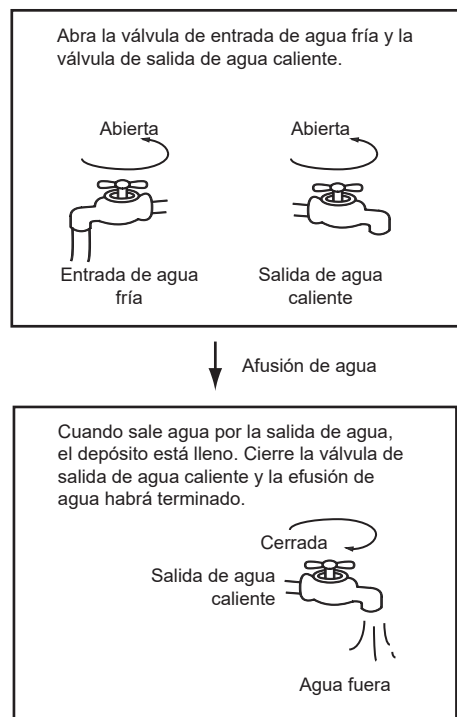 Abra la válvula de entrada de agua fría y la
válvula de salida de agua caliente.
Abierta
Abierta
Entrada de agua
fría
Salida de agua
caliente
Afusión de agua
Cuando sale agua por la salida de agua,
el depósito está lleno. Cierre la válvula de
salida de agua caliente y la efusión de
agua habrá terminado.
Cerrada
Salida de agua
caliente
Agua fuera